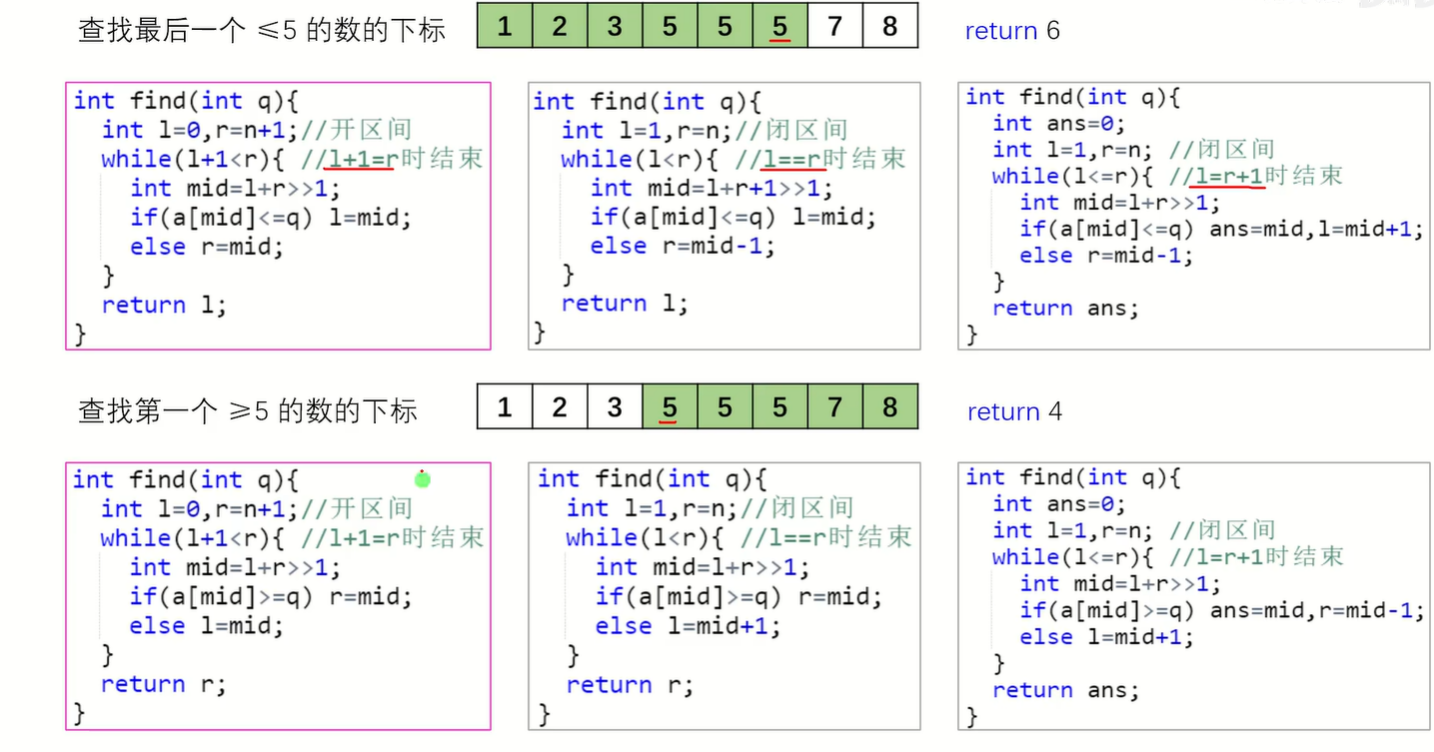 查找最后一个 ≤5 的数的下标
1 2 3 5 5 5 7 8
return 6
int find(int q){
int l=0,r=n+1;//开区间
while(l+1<r){ //l+1=r时结束
int mid=l+r>>1;
if(a[mid]<=q) l=mid;
else r=mid;
}
return l;
}
int find(int q){
int l=1,r=n;//闭区间
while(l<r){ //l==r时结束
int mid=l+r+1>>1;
if(a[mid]<=q) l=mid;
else r=mid-1;
}
return l;
}
int find(int q){
int ans=0;
int l=1,r=n; //闭区间
while(l<=r){ //l=r+1时结束
int mid=l+r>>1;
if(a[mid]<=q) ans=mid,l=mid+1;
else r=mid-1;
}
return ans;
}
查找第一个 ≥5 的数的下标
1 2 3 5 5 5 7 8
return 4
int find(int q){
int l=0,r=n+1;//开区间
while(l+1<r){ //l+1=r时结束
int mid=l+r>>1;
if(a[mid]>=q) r=mid;
else l=mid;
}
return r;
}
int find(int q){
int l=1,r=n;//闭区间
while(l<r){ //l==r时结束
int mid=l+r>>1;
if(a[mid]>=q) r=mid;
else l=mid+1;
}
return r;
}
int find(int q){
int ans=0;
int l=1,r=n; //闭区间
while(l<=r){ //l=r+1时结束
int mid=l+r>>1;
if(a[mid]>=q) ans=mid,r=mid-1;
else l=mid+1;
}
return ans;
}